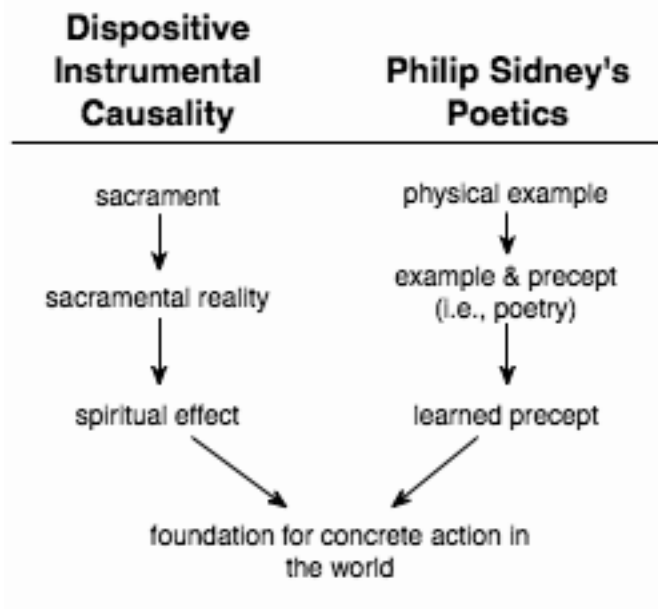 Dispositive
Instrumental
Causality
Philip Sidney's
Poetics
sacrament
physical example
sacramental reality
example & precept
(i.e., poetry)
spiritual effect
learned precept
foundation for concrete action in
the world